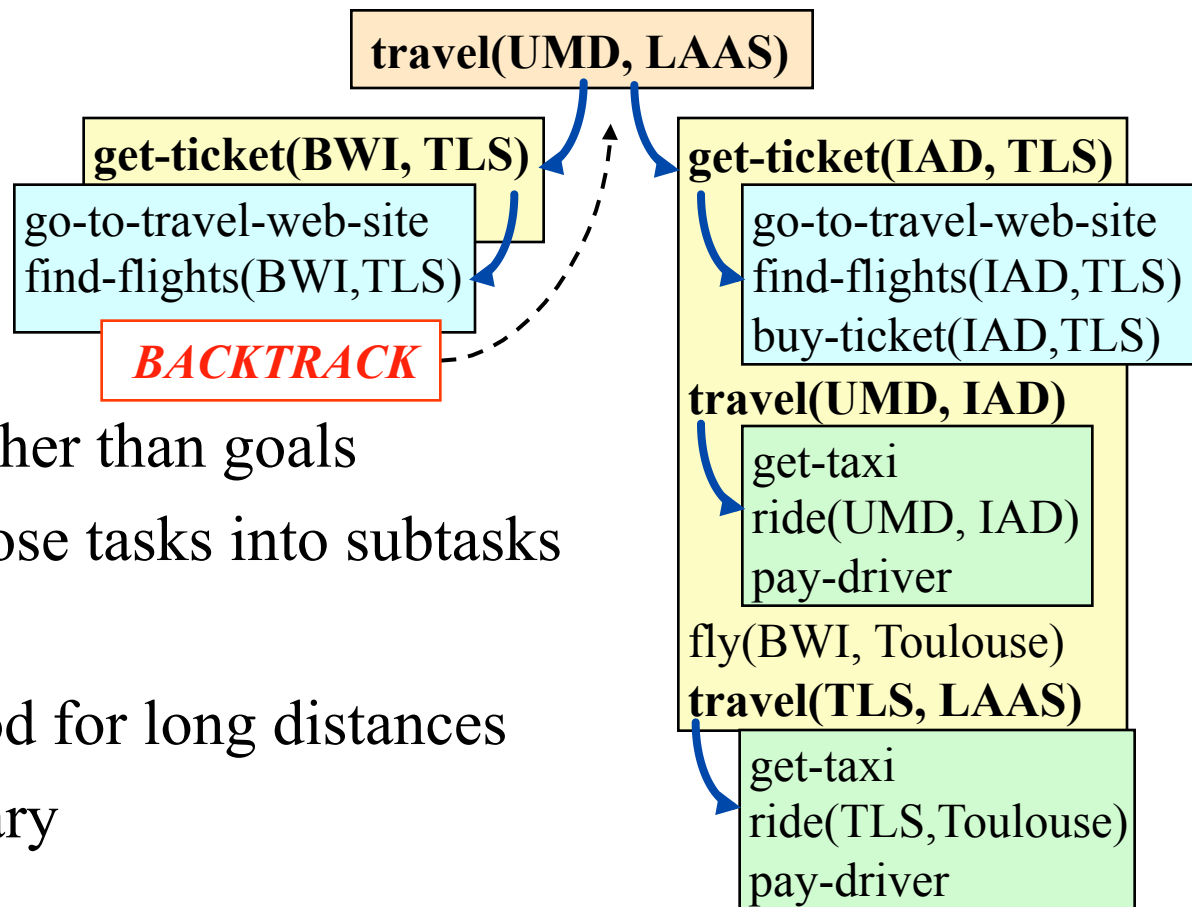 travel(UMD, LAAS)
get-ticket(BWI, TLS)
go-to-travel-web-site
find-flights(BWI,TLS)
BACKTRACK
her than goals
ose tasks into subtasks
od for long distances
ary
get-ticket(IAD, TLS)
go-to-travel-web-site
find-flights(IAD,TLS)
buy-ticket(IAD,TLS)
travel(UMD, IAD)
get-taxi
ride(UMD, IAD)
pay-driver
fly(BWI, Toulouse)
travel(TLS, LAAS)
get-taxi
ride(TLS,Toulouse)
pay-driver